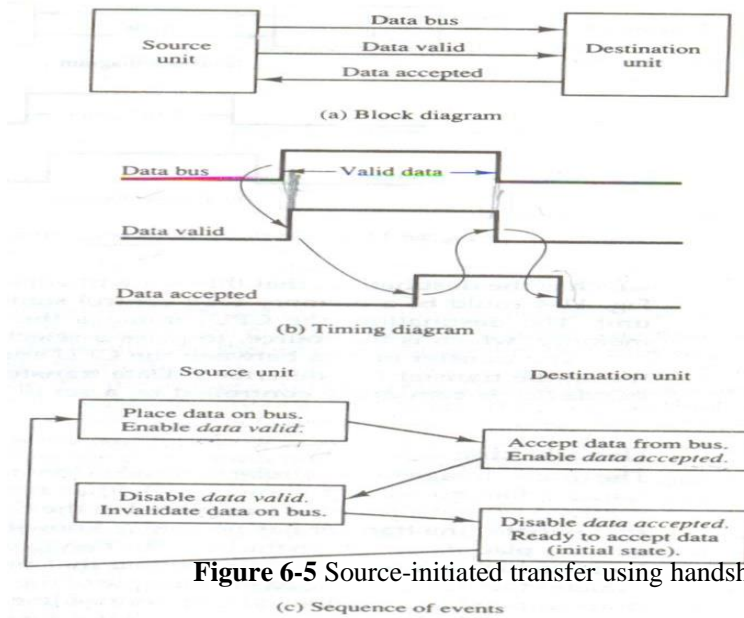 Data bus
Source
unit
Data valid
Destination
unit
Data accepted
(a) Block diagram
Data bus
Valid data
Data valid
Data accepted
(b) Timing diagram
Source unit
Destination unit
Place data on bus.
Enable data valid.
Accept data from bus.
Enable data accepted.
Disable data valid.
Invalidate data on bus.
Disable data accepted.
Ready to accept data
(initial state).
Figure 6-5 Source-initiated transfer using handsh
(c) Sequence of events